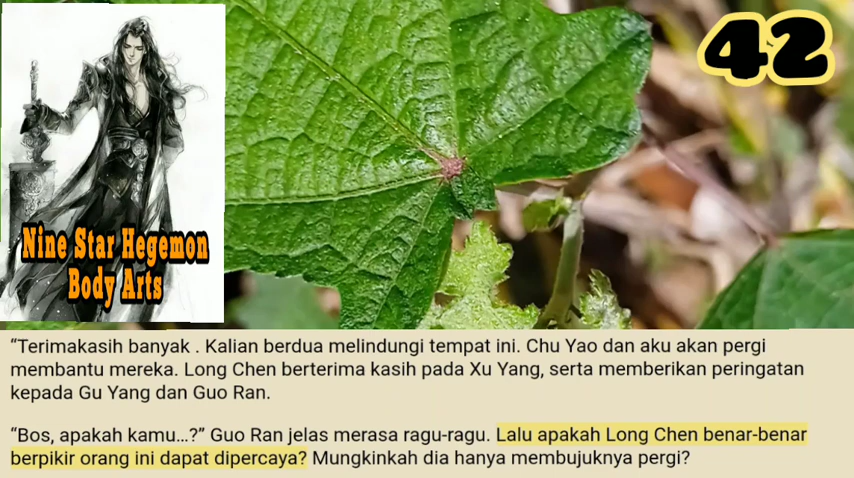 42
Nine Star Hegemon
Body Arts
“Terimakasih banyak . Kalian berdua melindungi tempat ini. Chu Yao dan aku akan pergi
membantu mereka. Long Chen berterima kasih pada Xu Yang, serta memberikan peringatan
kepada Gu Yang dan Guo Ran.
“Bos, apakah kamu…?” Guo Ran jelas merasa ragu-ragu. Lalu apakah Long Chen benar-benar
berpikir orang ini dapat dipercaya? Mungkinkah dia hanya membujuknya pergi?